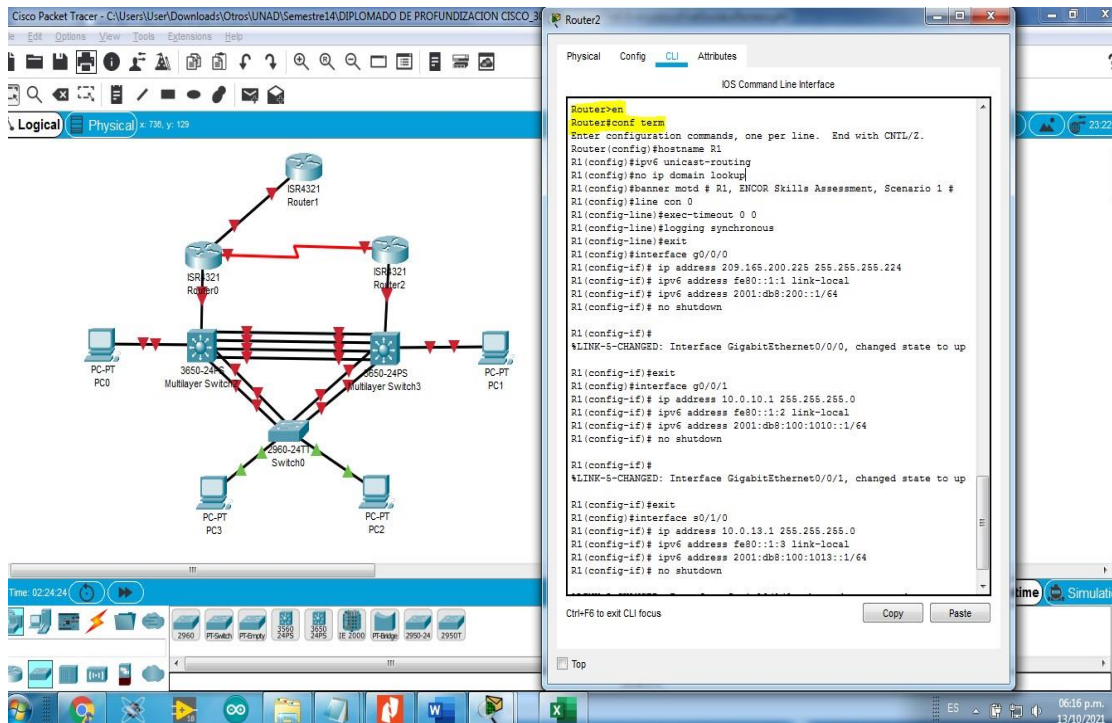 Cisco Packet Tracer - C:\Users\User\Downloads\Otros\UNAD\Semestre14\DIPLOMADO DE PROFUNDIZACION CISCO_30
Edit Options View Tools Extensions Help
Logical Physical x: 736, y: 129
23:22
ISR4321
Router1
ISR4321
Router0
ISR4321
Router2
PC-PT
PC0
3650-24PS
Multilayer Switch2
3650-24PS
Multilayer Switch3
PC-PT
PC1
2960-24TT
Switch0
PC-PT
PC3
PC-PT
PC2
Time: 02:24:24
2960 PT-Switch PT-Empty 3560 24PS 3650 24PS IE 2000 PT-Bridge 2950-24 2950T
Router2
Physical Config CLI Attributes
IOS Command Line Interface
Router>en
Router#conf term
Enter configuration commands, one per line. End with CNTL/Z.
Router(config)#hostname R1
R1(config)#ipv6 unicast-routing
R1(config)#no ip domain lookup
R1(config)#banner motd # R1, ENCOR Skills Assessment, Scenario 1 #
R1(config)#line con 0
R1(config-line)#exec-timeout 0 0
R1(config-line)#logging synchronous
R1(config-line)#exit
R1(config)#interface g0/0/0
R1(config-if)# ip address 209.165.200.225 255.255.255.224
R1(config-if)# ipv6 address fe80::1:1 link-local
R1(config-if)# ipv6 address 2001:db8:200::1/64
R1(config-if)# no shutdown
R1(config-if)#
%LINK-5-CHANGED: Interface GigabitEthernet0/0/0, changed state to up
R1(config-if)#exit
R1(config)#interface g0/0/1
R1(config-if)# ip address 10.0.10.1 255.255.255.0
R1(config-if)# ipv6 address fe80::1:2 link-local
R1(config-if)# ipv6 address 2001:db8:100:1010::1/64
R1(config-if)# no shutdown
R1(config-if)#
%LINK-5-CHANGED: Interface GigabitEthernet0/0/1, changed state to up
R1(config-if)#exit
R1(config)#interface s0/1/0
R1(config-if)# ip address 10.0.13.1 255.255.255.0
R1(config-if)# ipv6 address fe80::1:3 link-local
R1(config-if)# ipv6 address 2001:db8:100:1013::1/64
R1(config-if)# no shutdown
Ctrl+F6 to exit CLI focus
Copy Paste
Top
time Simulati
ES
06:16 p.m.
13/10/2021